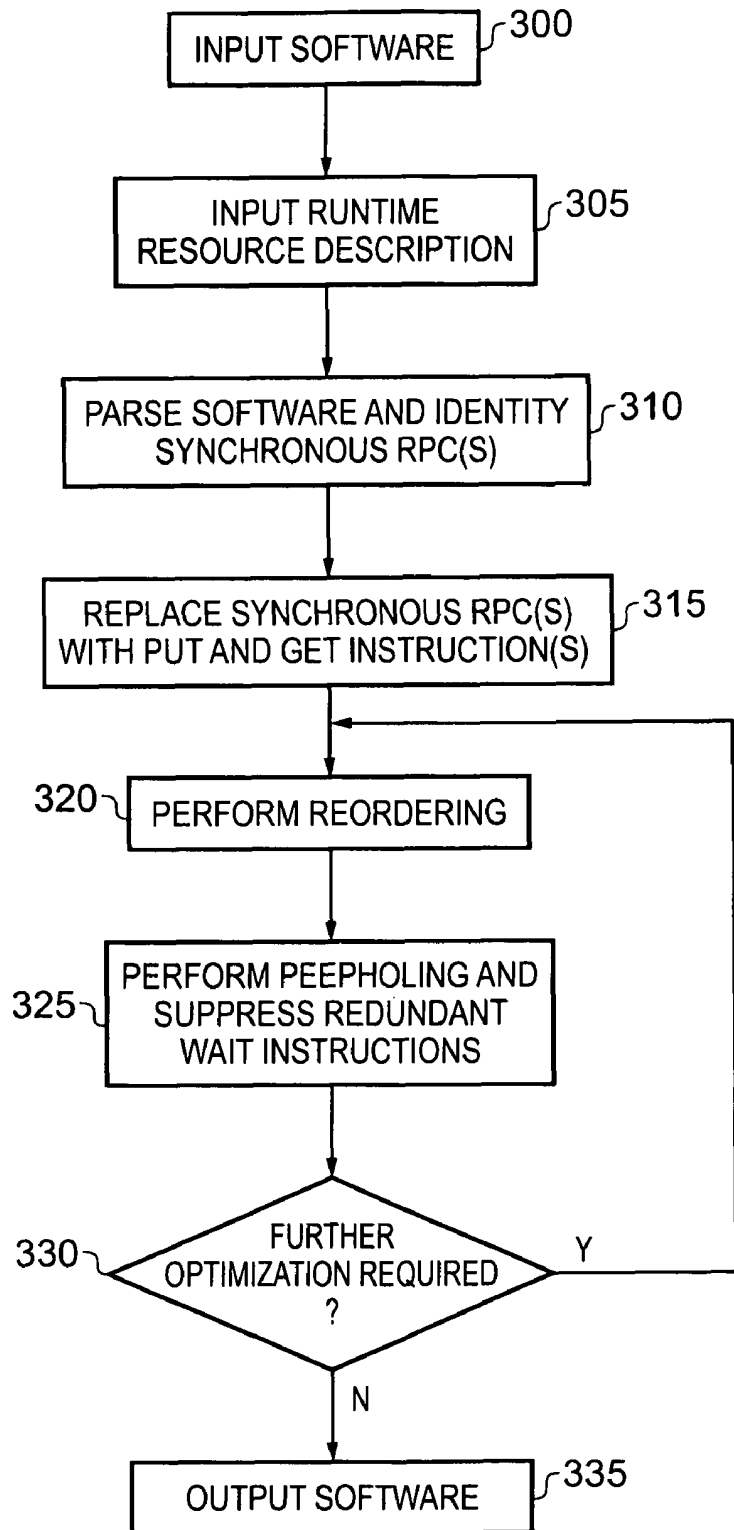 INPUT SOFTWARE
300
INPUT RUNTIME
RESOURCE DESCRIPTION
305
PARSE SOFTWARE AND IDENTITY
SYNCHRONOUS RPC(S)
310
REPLACE SYNCHRONOUS RPC(S)
WITH PUT AND GET INSTRUCTION(S)
315
320
PERFORM REORDERING
325
PERFORM PEEPHOLING AND
SUPPRESS REDUNDANT
WAIT INSTRUCTIONS
330
FURTHER
OPTIMIZATION REQUIRED
?
Y
N
OUTPUT SOFTWARE
335